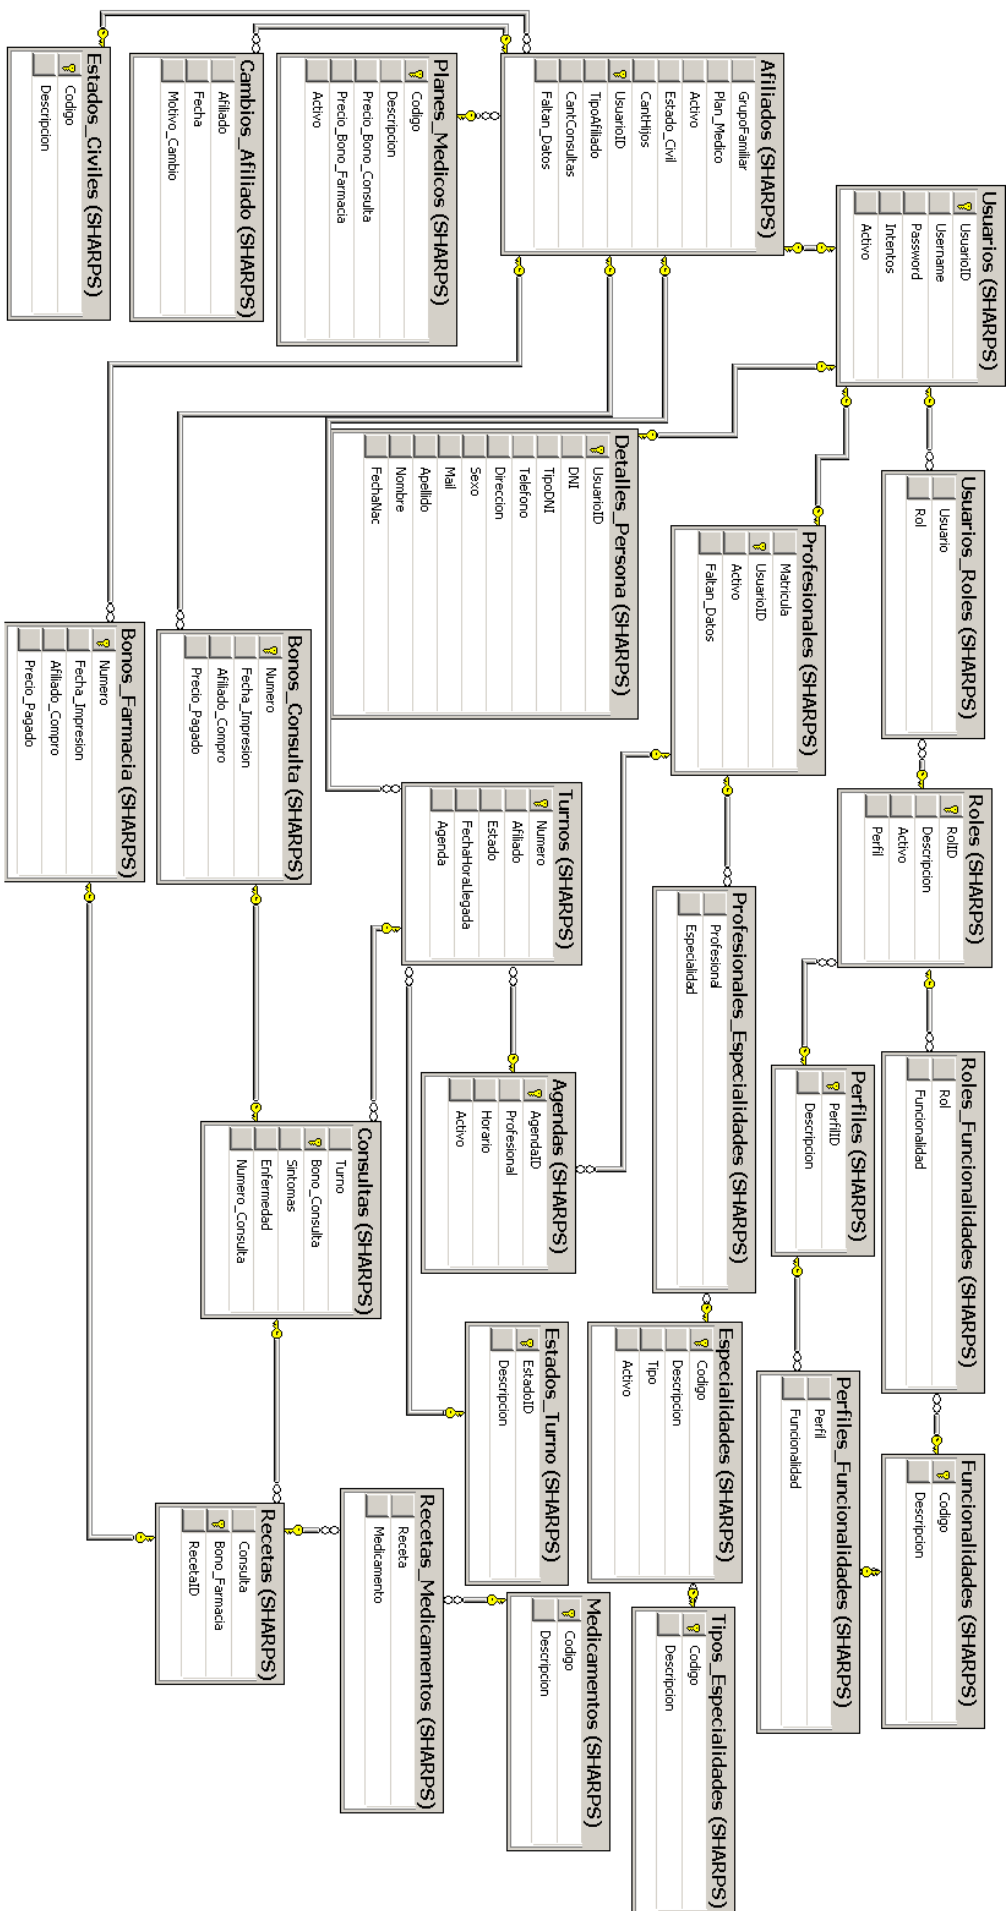 Usuarios (SHARPS)
UsuarioID
Username
Password
Intentos
Activo
Usuarios_Roles (SHARPS)
Usuario
Rol
Roles (SHARPS)
RolID
Descripcion
Activo
Perfil
Roles_Funcionalidades (SHARPS)
Rol
Funcionalidad
Funcionalidades (SHARPS)
Codigo
Descripcion
Perfiles (SHARPS)
PerfilID
Descripcion
Perfiles_Funcionalidades (SHARPS)
Perfil
Funcionalidad
Afiliados (SHARPS)
GrupoFamiliar
Plan_Medico
Activo
Estado_Civil
CantHijos
UsuarioID
TipoAfiliado
CantConsultas
Faltan_Datos
Profesionales (SHARPS)
Matricula
UsuarioID
Activo
Faltan_Datos
Profesionales_Especialidades (SHARPS)
Profesional
Especialidad
Especialidades (SHARPS)
Codigo
Descripcion
Tipo
Activo
Tipos_Especialidades (SHARPS)
Codigo
Descripcion
Detalles_Persona (SHARPS)
UsuarioID
DNI
TipoDNI
Telefono
Direccion
Sexo
Mail
Apellido
Nombre
FechaNac
Turnos (SHARPS)
Numero
Afiliado
Estado
FechaHoraLlegada
Agenda
Agendas (SHARPS)
AgendaID
Profesional
Horario
Activo
Estados_Turno (SHARPS)
EstadoID
Descripcion
Medicamentos (SHARPS)
Codigo
Descripcion
Planes_Medicos (SHARPS)
Codigo
Descripcion
Precio_Bono_Consulta
Precio_Bono_Farmacia
Activo
Recetas_Medicamentos (SHARPS)
Receta
Medicamento
Cambios_Afiliado (SHARPS)
Afiliado
Fecha
Motivo_Cambio
Bonos_Consulta (SHARPS)
Numero
Fecha_Impresion
Afiliado_Compro
Precio_Pagado
Consultas (SHARPS)
Turno
Bono_Consulta
Sintomas
Enfermedad
Numero_Consulta
Recetas (SHARPS)
Consulta
Bono_Farmacia
RecetaID
Estados_Civiles (SHARPS)
Codigo
Descripcion
Bonos_Farmacia (SHARPS)
Numero
Fecha_Impresion
Afiliado_Compro
Precio_Pagado